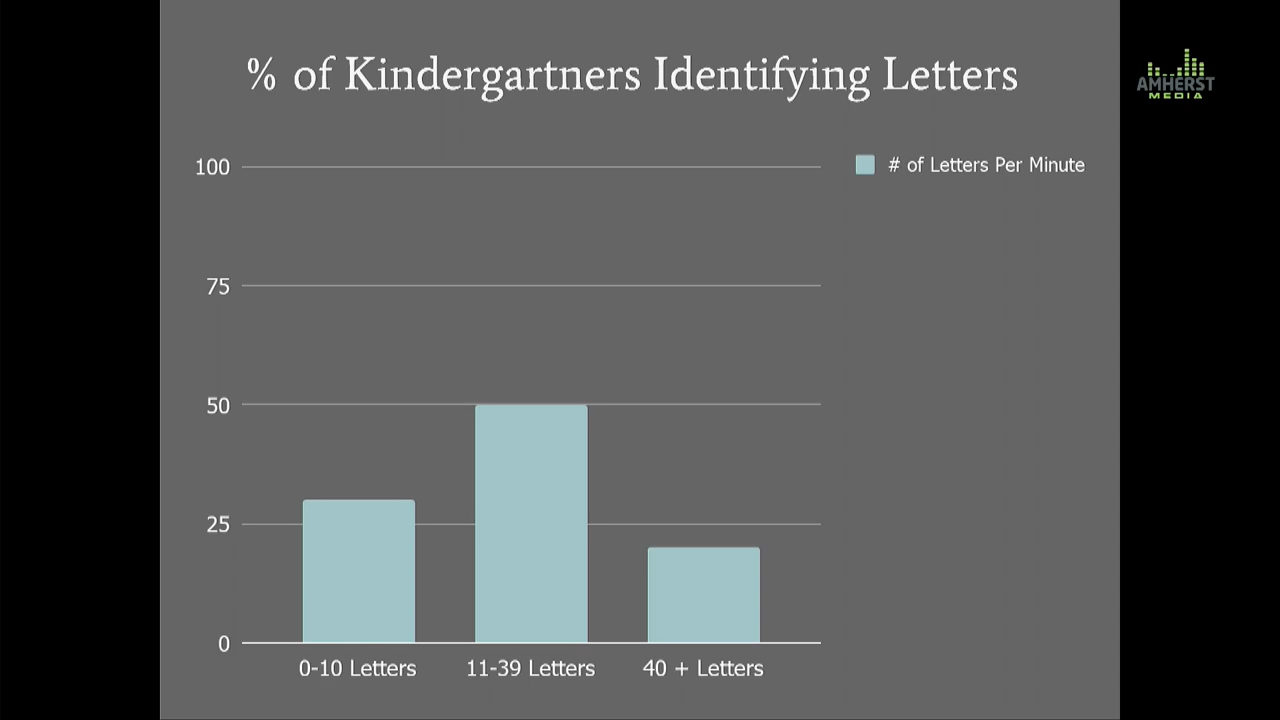 % of Kindergartners Identifying Letters
AMHERST
MEDIA
# of Letters Per Minute
100
75
50
25
0
0-10 Letters
11-39 Letters
40 + Letters